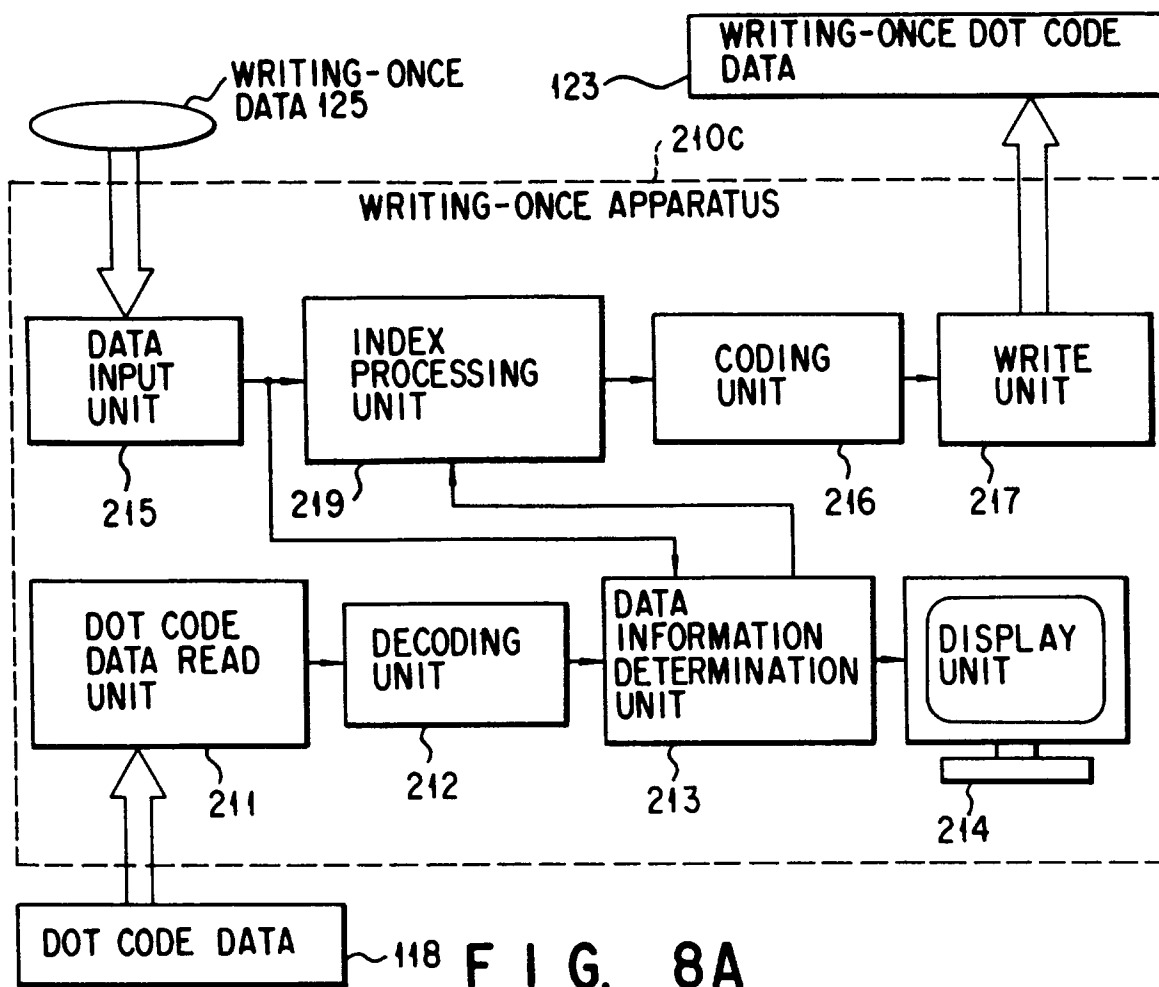 WRITING-ONCE DOT CODE
DATA
123
WRITING-ONCE
DATA 125
210C
WRITING-ONCE APPARATUS
DATA
INPUT
UNIT
215
INDEX
PROCESSING
UNIT
219
CODING
UNIT
216
WRITE
UNIT
217
DOT CODE
DATA READ
UNIT
211
DECODING
UNIT
212
DATA
INFORMATION
DETERMINATION
UNIT
213
DISPLAY
UNIT
214
DOT CODE DATA
118
FIG. 8A